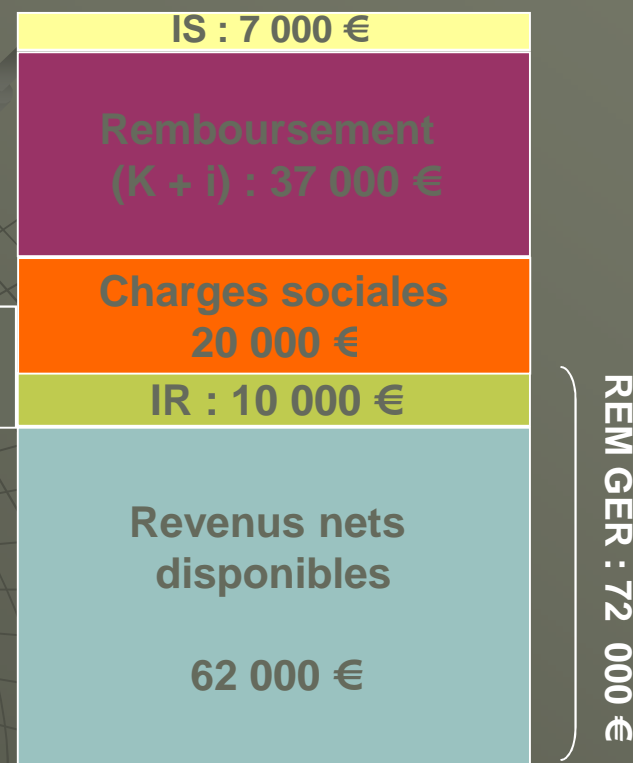 IS : 7 000 €
Remboursement
(K + i) : 37 000 €
Charges sociales
20 000 €
IR : 10 000 €
Revenus nets
disponibles
62 000 €
REM GER : 72 000 €